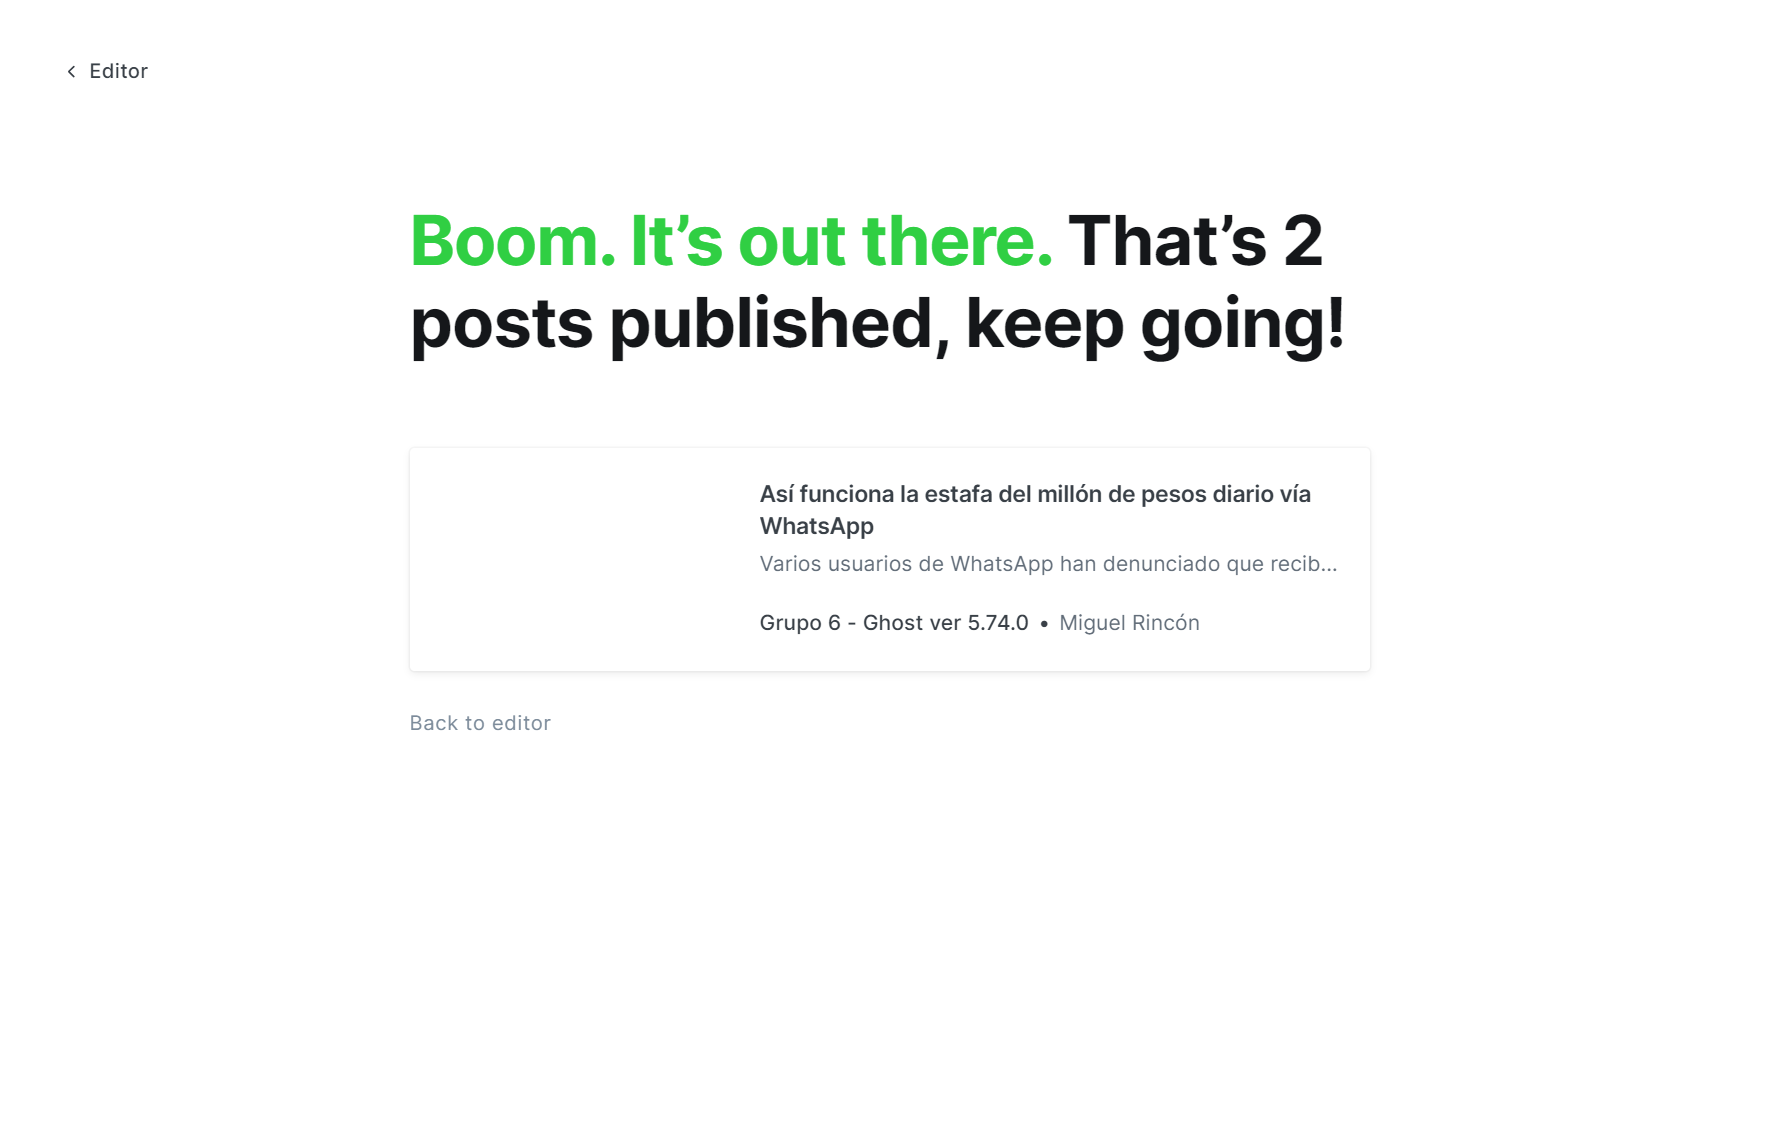 Editor
Boom. It’s out there. That’s 2
posts published, keep going!
Así funciona la estafa del millón de pesos diario vía
WhatsApp
Varios usuarios de WhatsApp han denunciado que recib...
Grupo 6 - Ghost ver 5.74.0 • Miguel Rincón
Back to editor